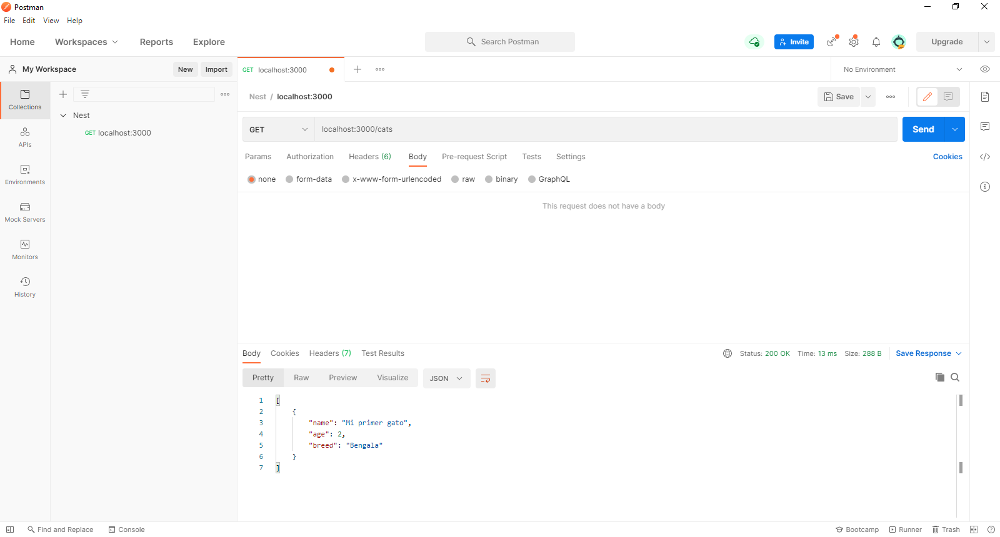 Postman
File Edit View Help
Home Workspaces Reports Explore Search Postman Invite Upgrade
My Workspace New Import GET localhost:3000 No Environment
Nest / localhost:3000 Save
Collections
Nest
GET localhost:3000
APIs
Environments
Mock Servers
Monitors
History
GET localhost:3000/cats Send
Params Authorization Headers (6) Body Pre-request Script Tests Settings Cookies
none form-data x-www-form-urlencoded raw binary GraphQL
This request does not have a body
Body Cookies Headers (7) Test Results Status: 200 OK Time: 13 ms Size: 288 B Save Response
Pretty Raw Preview Visualize JSON
1 [
2 {
3 "name": "Mi primer gato",
4 "age": 2,
5 "breed": "Bengala"
6 }
7 ]
Find and Replace Console Bootcamp Runner Trash